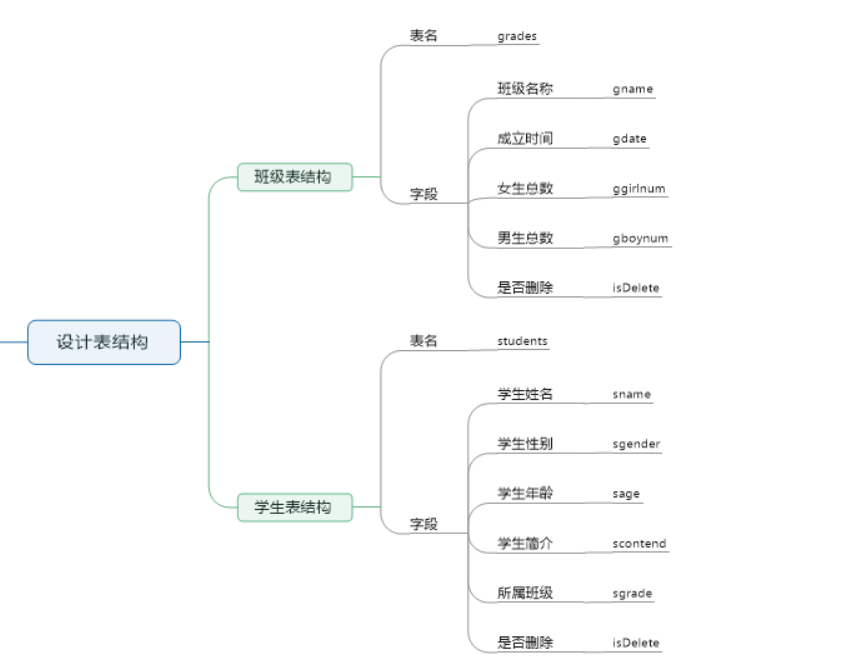 表名 grades
班级名称 gname
成立时间 gdate
班级表结构
字段
女生总数 ggirlnum
男生总数 gboynum
是否删除 isDelete
设计表结构
表名 students
学生姓名 sname
学生性别 sgender
学生年龄 sage
学生表结构
字段
学生简介 scontend
所属班级 sgrade
是否删除 isDelete